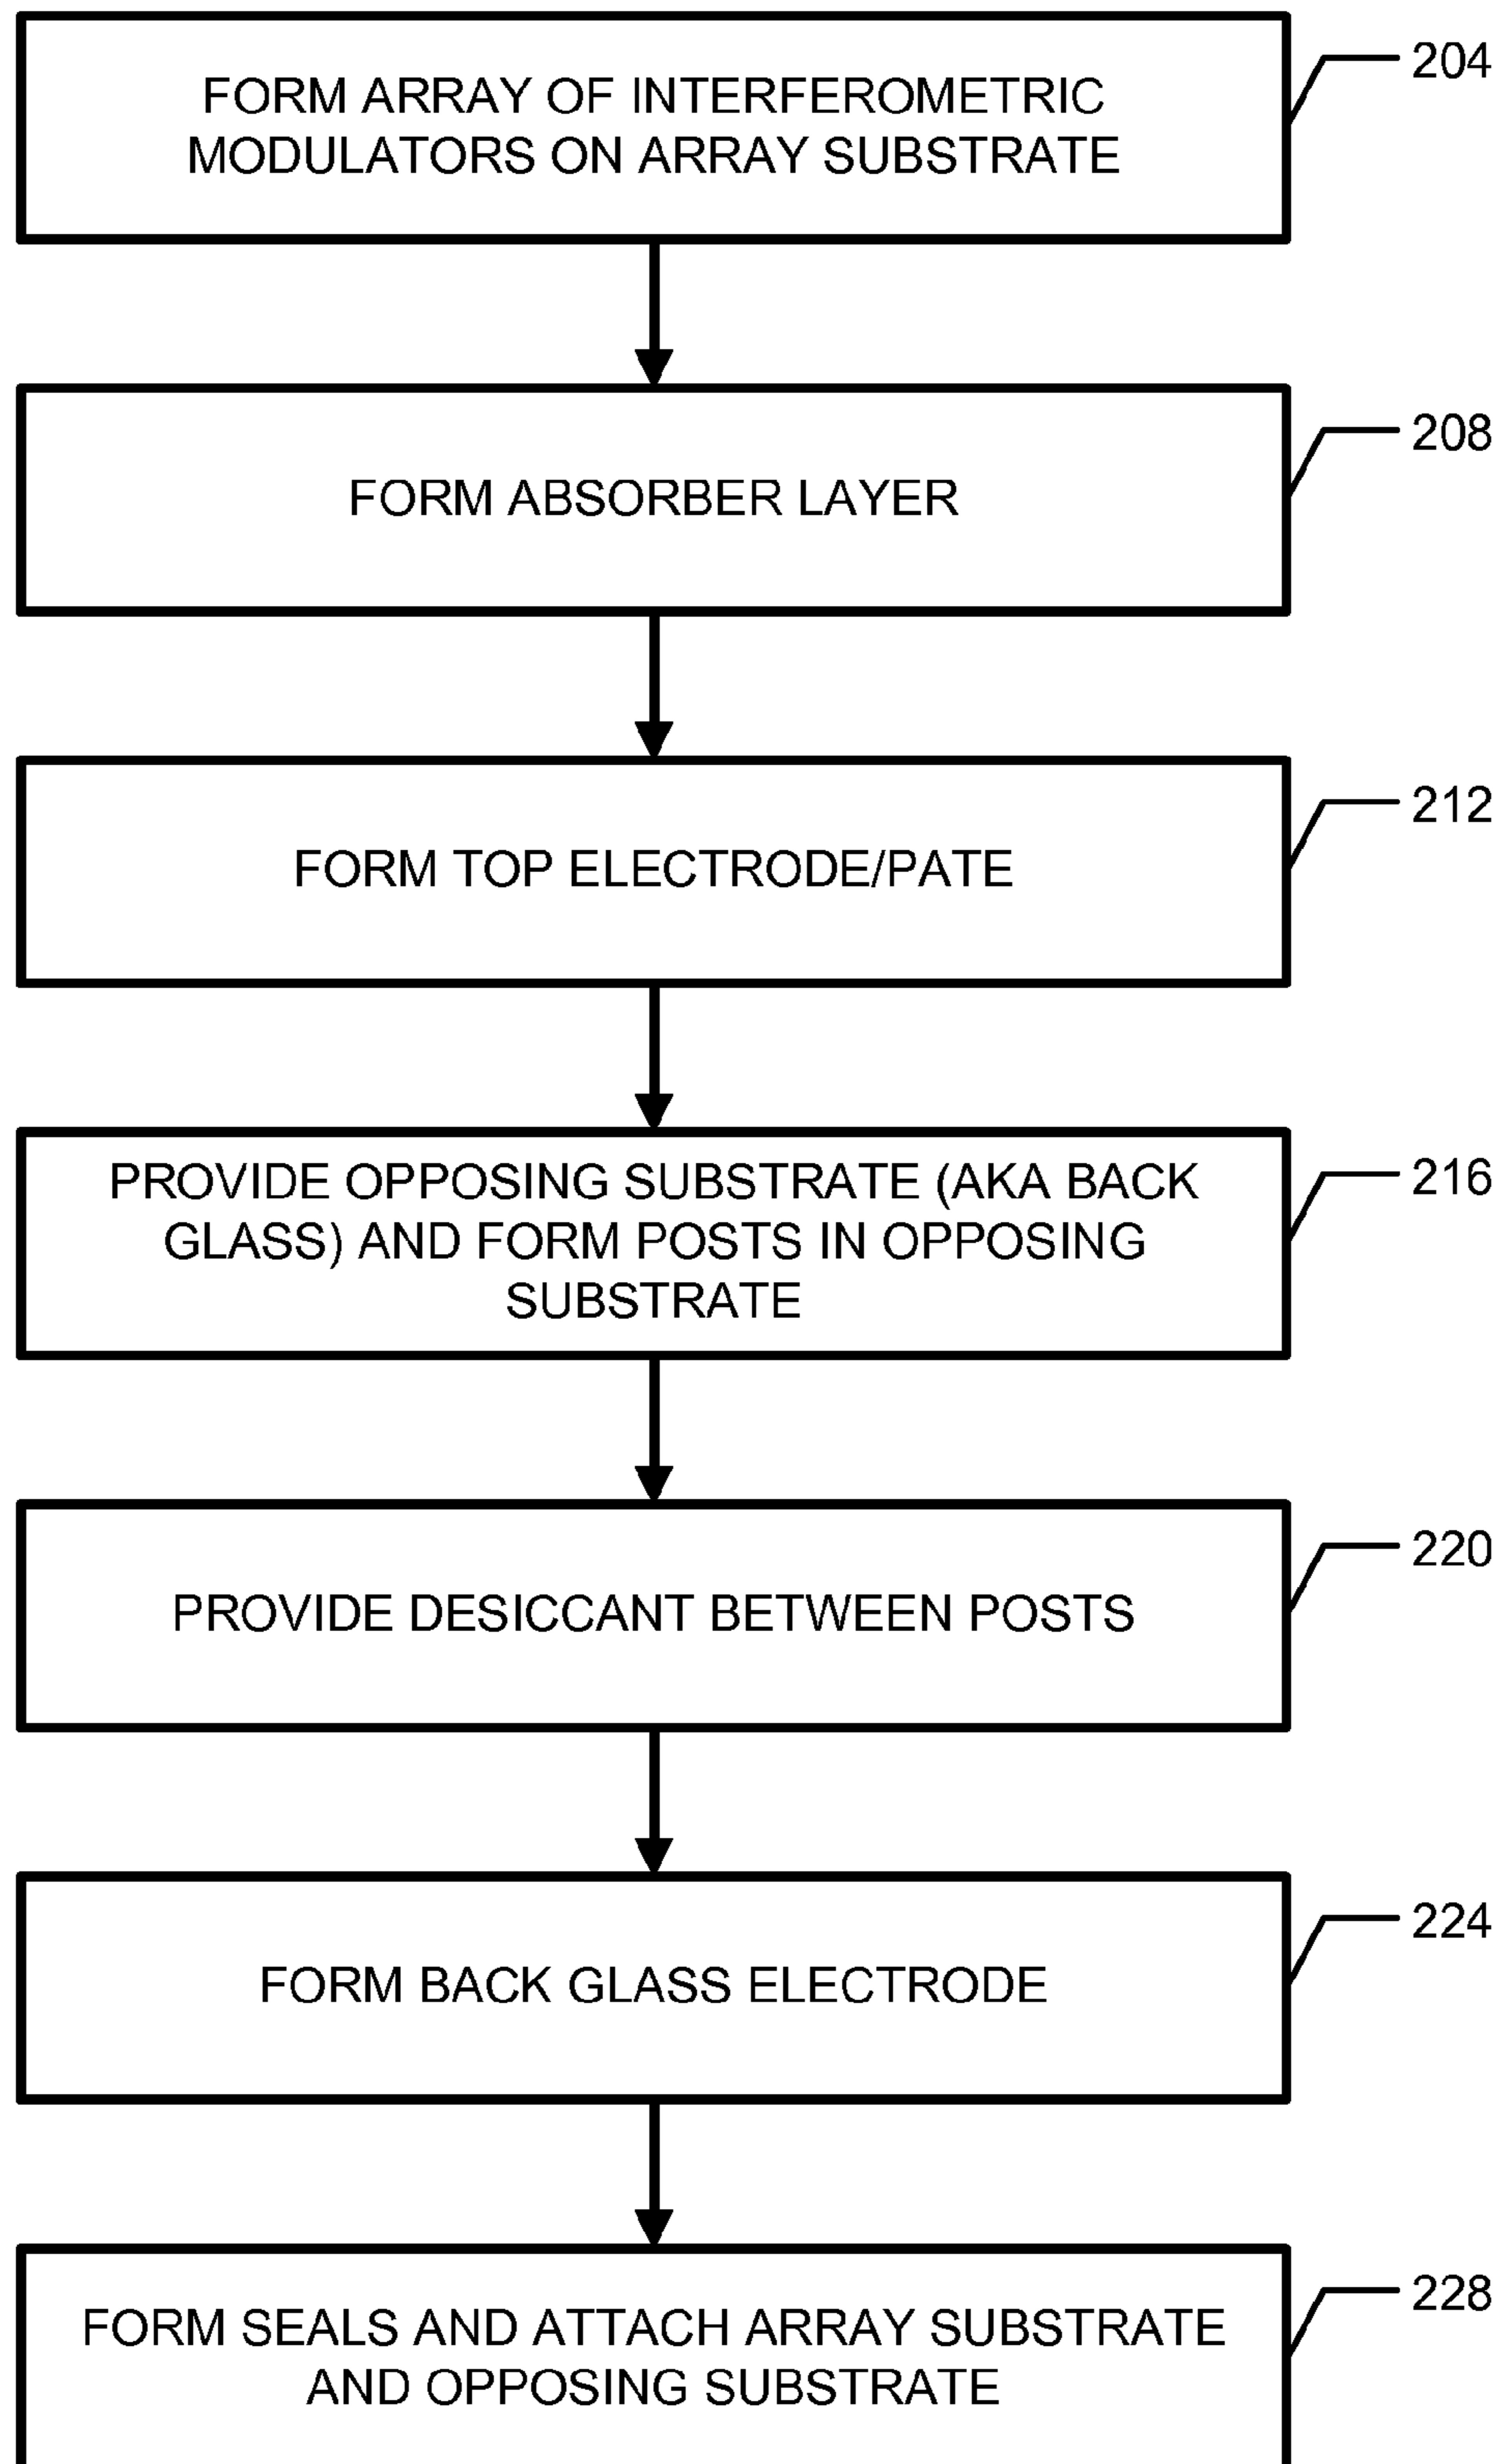 FORM ARRAY OF INTERFEROMETRIC
MODULATORS ON ARRAY SUBSTRATE
204
FORM ABSORBER LAYER
208
FORM TOP ELECTRODE/PATE
212
PROVIDE OPPOSING SUBSTRATE (AKA BACK
GLASS) AND FORM POSTS IN OPPOSING
SUBSTRATE
216
PROVIDE DESICCANT BETWEEN POSTS
220
FORM BACK GLASS ELECTRODE
224
FORM SEALS AND ATTACH ARRAY SUBSTRATE
AND OPPOSING SUBSTRATE
228